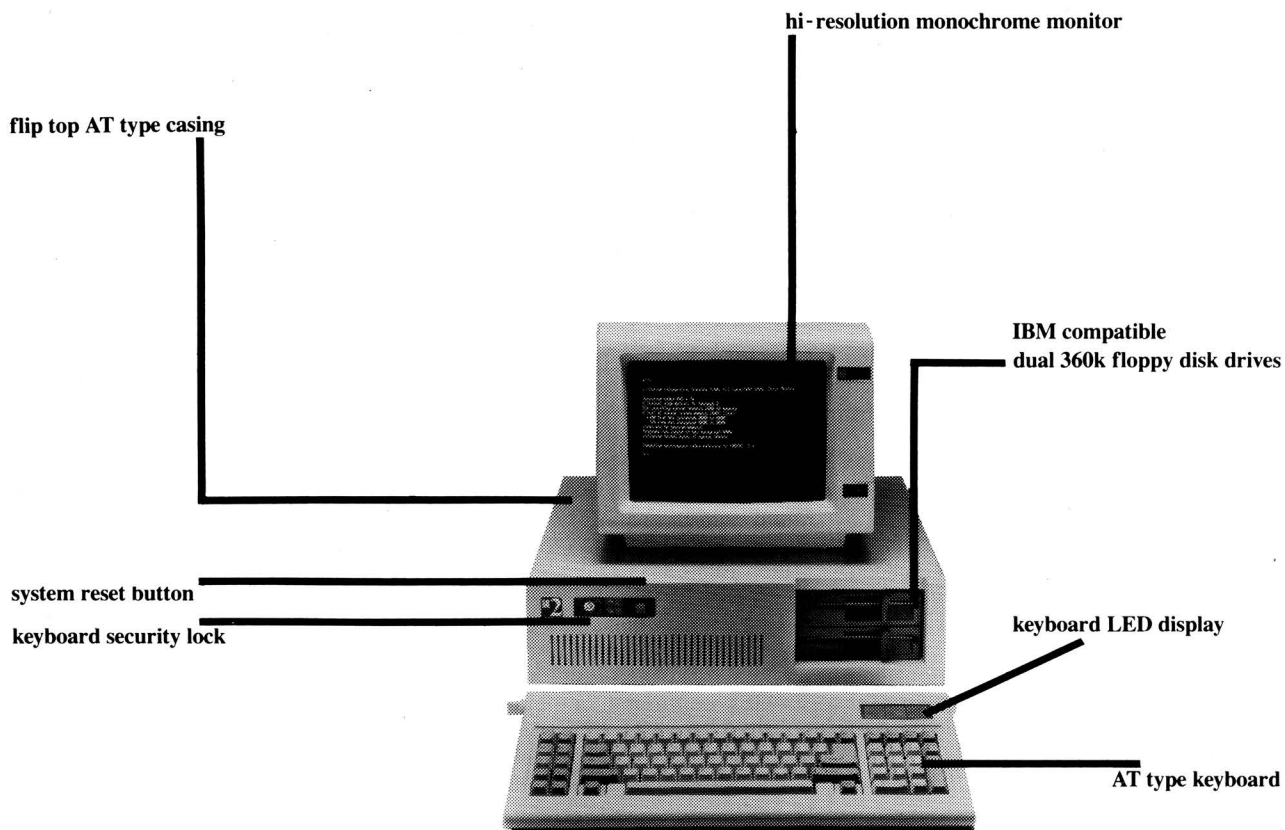 hi-resolution monochrome monitor
flip top AT type casing
IBM compatible
dual 360k floppy disk drives
system reset button
keyboard security lock
keyboard LED display
AT type keyboard